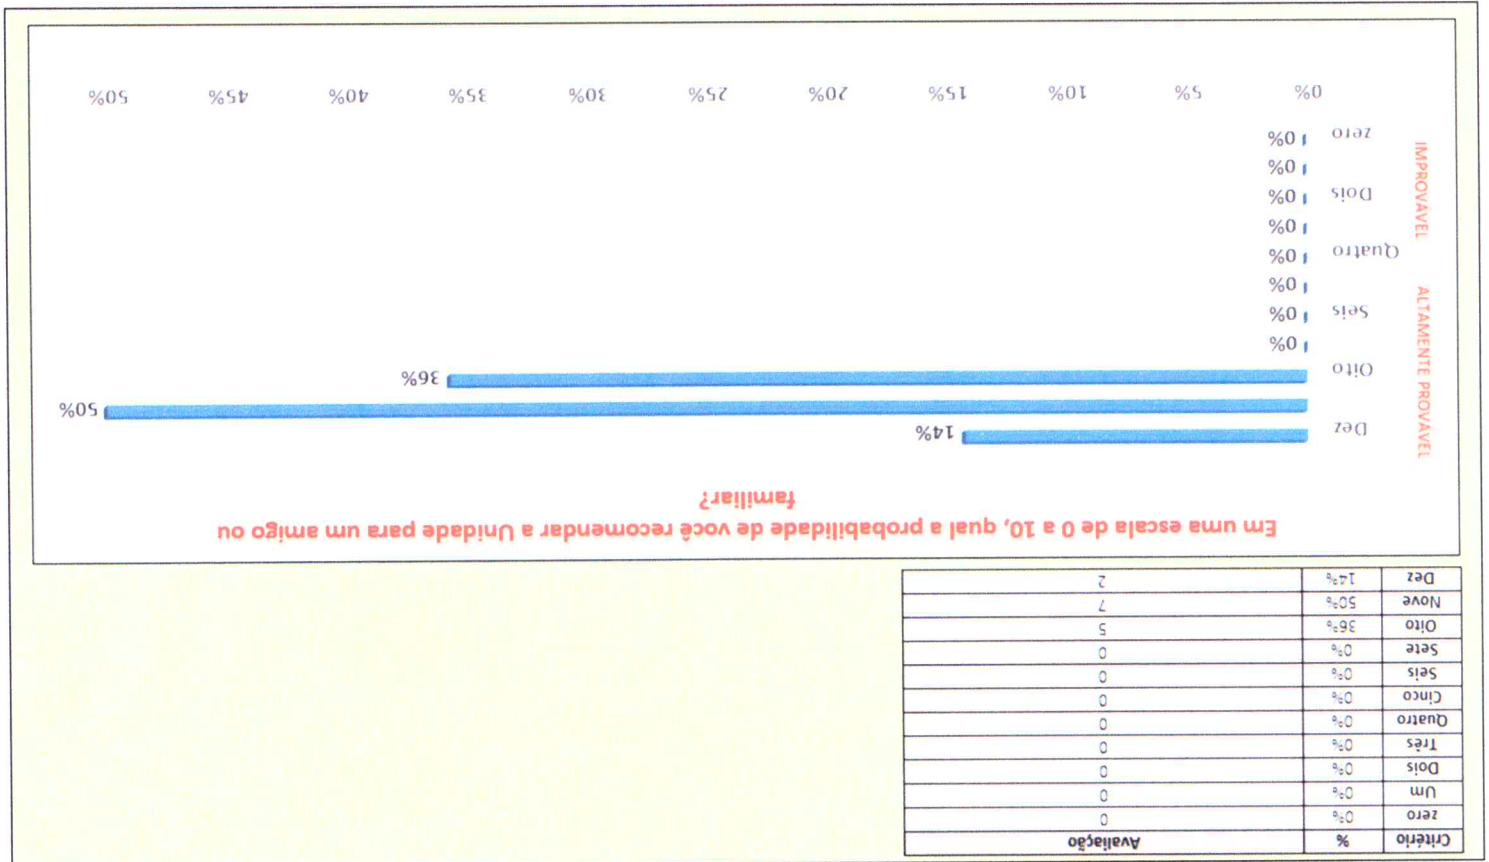 Critério % Avaliação
zero 0% 0
Um 0% 0
Dois 0% 0
Três 0% 0
Quatro 0% 0
Cinco 0% 0
Seis 0% 0
Sete 0% 0
Oito 36% 5
Nove 50% 7
Dez 14% 2
Em uma escala de 0 a 10, qual a probabilidade de você recomendar a Unidade para um amigo ou
familiar?
ALTAMENTE PROVÁVEL
IMPROVÁVEL
Dez 14%
50%
Oito 36%
0%
Seis 0%
0%
Quatro 0%
0%
Dois 0%
0%
zero 0%
0% 5% 10% 15% 20% 25% 30% 35% 40% 45% 50%